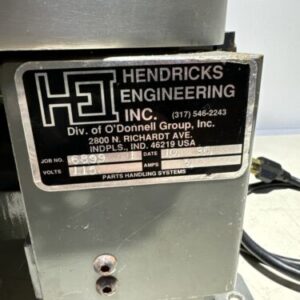 HEI HENDRICKS
ENGINEERING
INC. (317) 546-2243
Div. of O'Donnell Group, Inc.
2800 N. RICHARDT AVE.
INDPLS., IND. 46219 USA
JOB NO. DATE
VOLTS 115 AMPS
PARTS HANDLING SYSTEMS